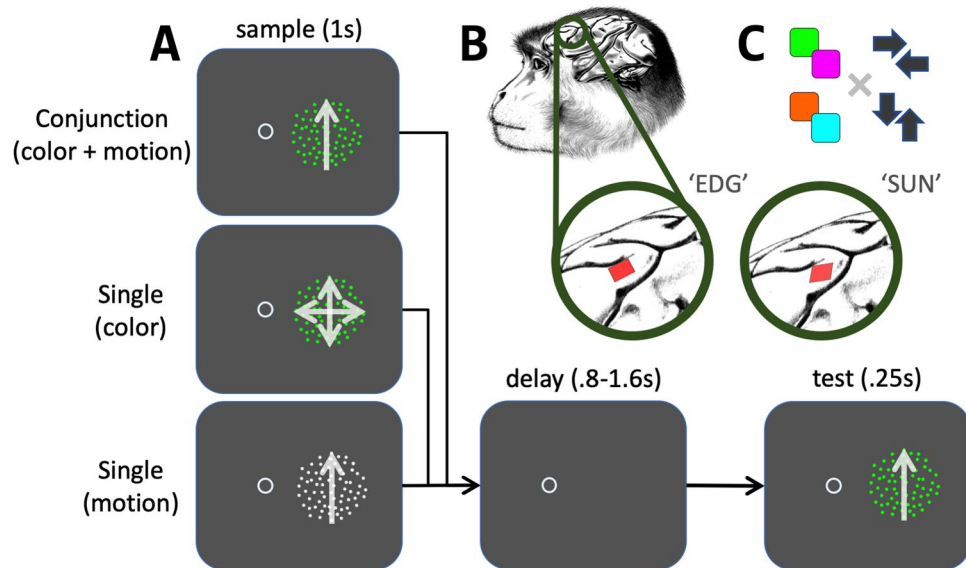 A
sample (1s)
Conjunction
(color + motion)
Single
(color)
Single
(motion)
B
'EDG'
C
'SUN'
delay (.8-1.6s)
test (.25s)